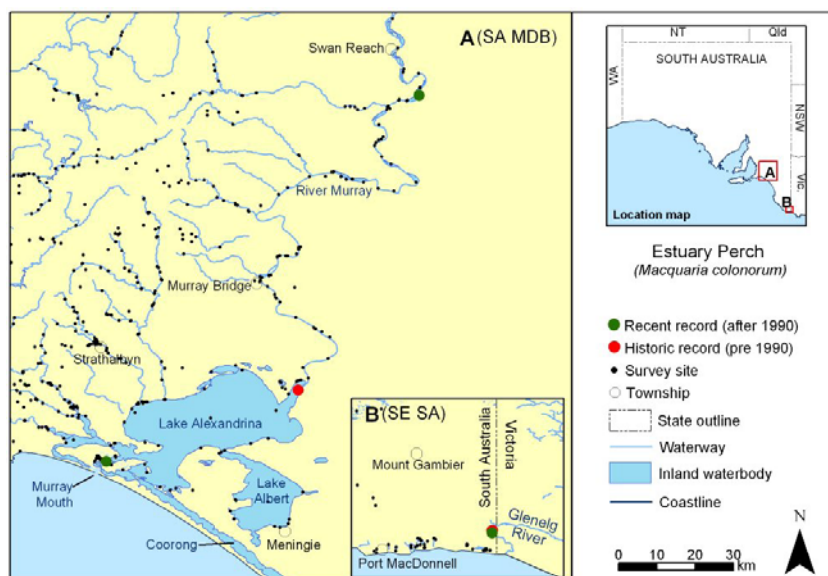 A (SA MDB)
Swan Reach
River Murray
Murray Bridge
Strathalbyn
Lake Alexandrina
Lake
Albert
Murray
Mouth
Coorong
Meningie
B (SE SA)
Mount Gambier
South Australia
Victoria
Glenelg
River
Port MacDonnell
NT
Qld
WA
SOUTH AUSTRALIA
NSW
Vic.
A
B
Location map
Estuary Perch
(Macquaria colonorum)
Recent record (after 1990)
Historic record (pre 1990)
Survey site
Township
State outline
Waterway
Inland waterbody
Coastline
N
0 10 20 30
km